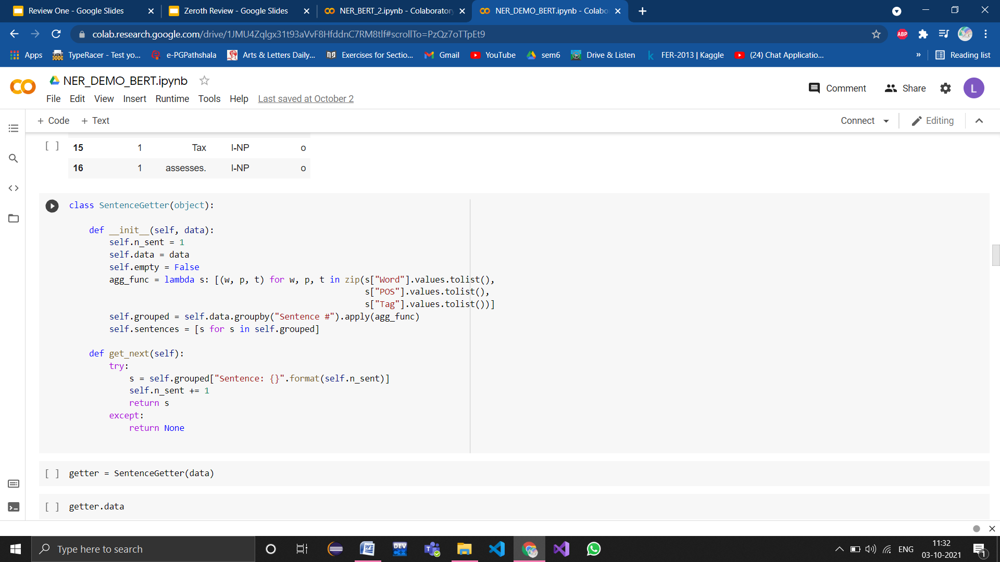 Review One - Google Slides
Zeroth Review - Google Slides
NER_BERT_2.ipynb - Colaboratory
NER_DEMO_BERT.ipynb - Colabo
colab.research.google.com/drive/1JMU4Zqlgx31t93aVvF8HfddnC7RM8tlf#scrollTo=PzQz7oTTpEt9
ABP
Apps
TypeRacer - Test yo...
e-PGPathshala
Arts & Letters Daily...
Exercises for Sectio...
Gmail
YouTube
sem6
Drive & Listen
FER-2013 | Kaggle
(24) Chat Applicatio...
»
Reading list
NER_DEMO_BERT.ipynb
Comment
Share
L
File Edit View Insert Runtime Tools Help Last saved at October 2
+ Code + Text
Connect
Editing
[ ] 15 1 Tax I-NP o
16 1 assesses. I-NP o
class SentenceGetter(object):
def __init__(self, data):
self.n_sent = 1
self.data = data
self.empty = False
agg_func = lambda s: [(w, p, t) for w, p, t in zip(s["Word"].values.tolist(),
s["POS"].values.tolist(),
s["Tag"].values.tolist())]
self.grouped = self.data.groupby("Sentence #").apply(agg_func)
self.sentences = [s for s in self.grouped]
def get_next(self):
try:
s = self.grouped["Sentence: {}".format(self.n_sent)]
self.n_sent += 1
return s
except:
return None
[ ] getter = SentenceGetter(data)
[ ] getter.data
Type here to search
DEV
ENG
11:32
03-10-2021
1